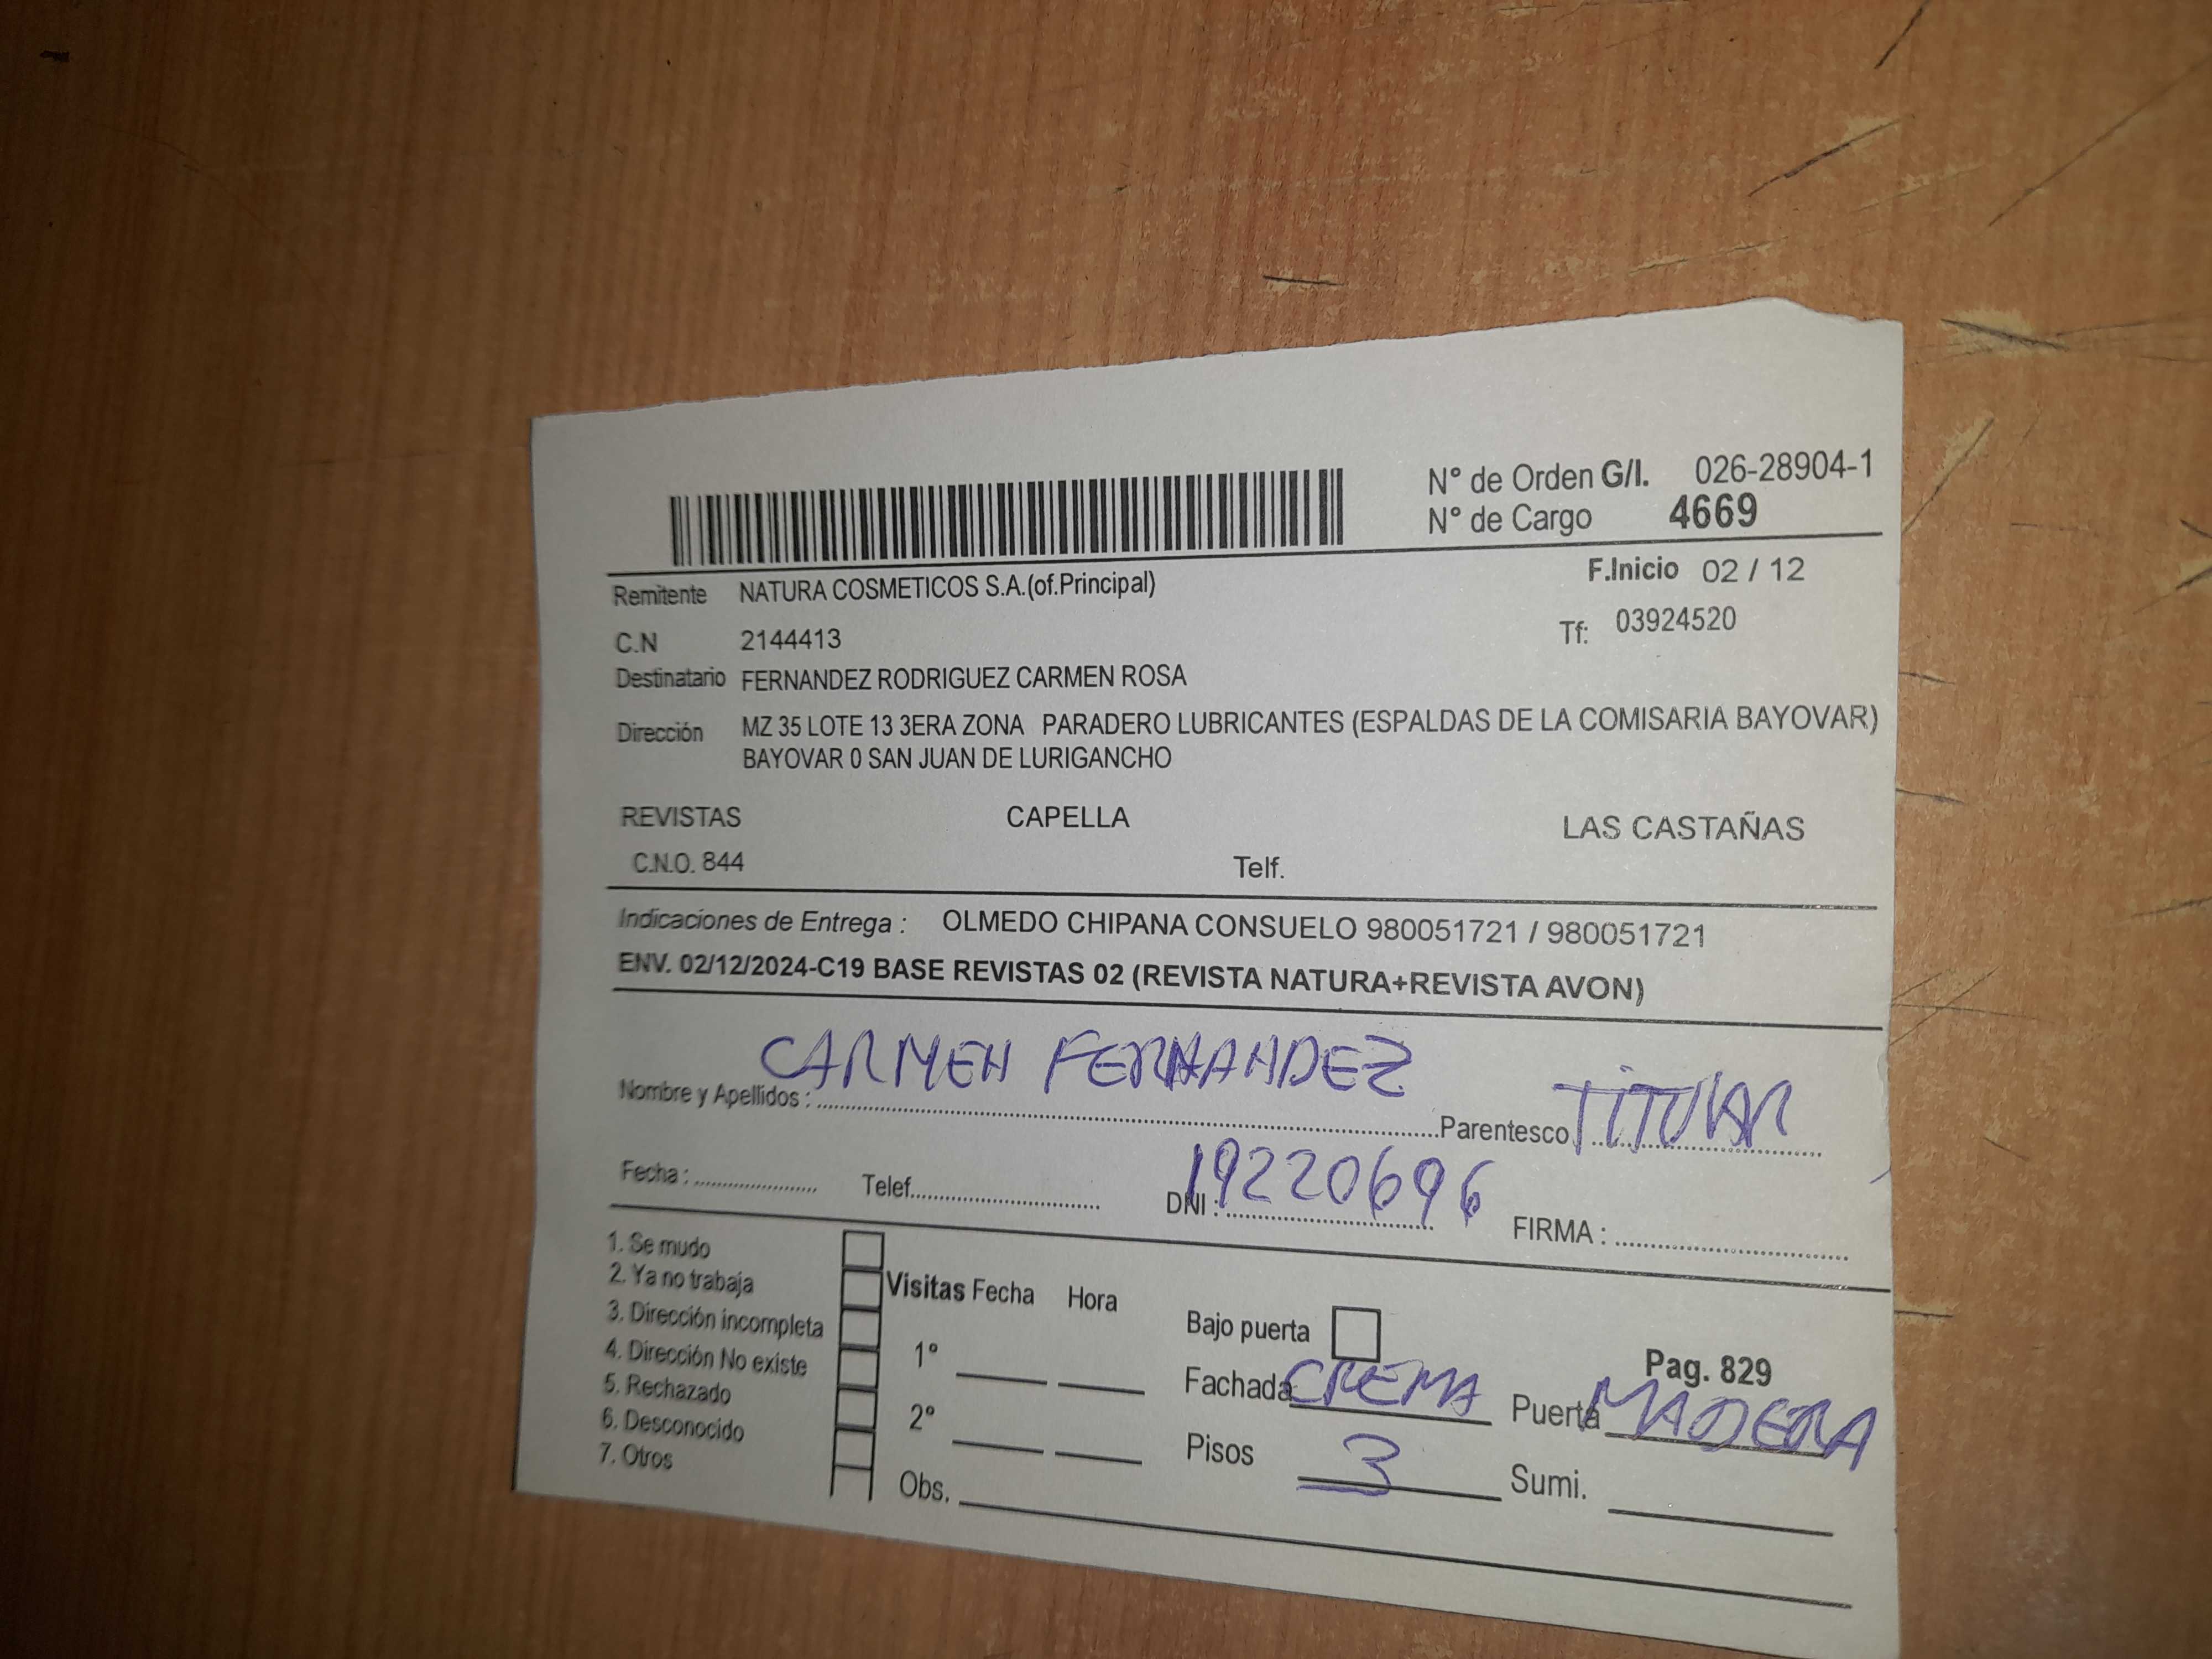 N° de Orden G/I. 026-28904-1
N° de Cargo 4669
F.Inicio 02 / 12
Remitente NATURA COSMETICOS S.A.(of.Principal)
Tf: 03924520
C.N 2144413
Destinatario FERNANDEZ RODRIGUEZ CARMEN ROSA
Dirección MZ 35 LOTE 13 3ERA ZONA PARADERO LUBRICANTES (ESPALDAS DE LA COMISARIA BAYOVAR)
BAYOVAR 0 SAN JUAN DE LURIGANCHO
REVISTAS CAPELLA LAS CASTAÑAS
C.N.O. 844 Telf.
Indicaciones de Entrega : OLMEDO CHIPANA CONSUELO 980051721 / 980051721
ENV. 02/12/2024-C19 BASE REVISTAS 02 (REVISTA NATURA+REVISTA AVON)
Nombre y Apellidos : CARMEN FERNANDEZ Parentesco TITULAR
Fecha : Telef. DNI : 19220696 FIRMA :
1. Se mudo
2. Ya no trabaja
3. Dirección incompleta
4. Dirección No existe
5. Rechazado
6. Desconocido
7. Otros
Visitas Fecha Hora
1°
2°
Obs.
Bajo puerta
Pag. 829
Fachada CREMA Puerta MADERA
Pisos 3 Sumi.